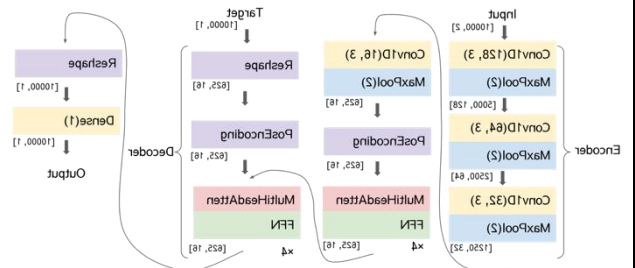 Input
[10000, 2]
Conv1D(128, 3)
MaxPool(2)
[5000, 128]
Conv1D(64, 3)
MaxPool(2)
[2500, 64]
Conv1D(32, 3)
MaxPool(2)
[1250, 32]
Encoder
Conv1D(16, 3)
MaxPool(2)
[625, 16]
PosEncoding
[625, 16]
MultiHeadAtten
FFN
[625, 16]
×4
Target
[10000, 1]
Reshape
[625, 16]
PosEncoding
[625, 16]
MultiHeadAtten
FFN
[625, 16]
×4
Decoder
Reshape
[10000, 1]
Dense(1)
[10000, 1]
Output